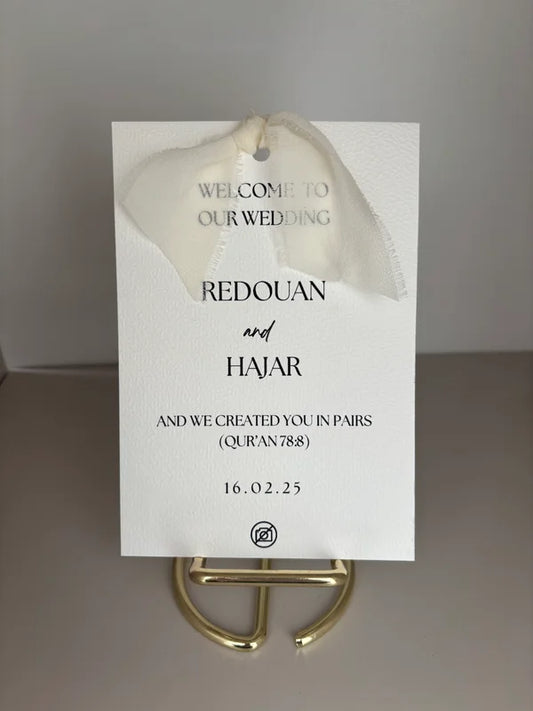 WELCOME TO
OUR WEDDING
REDOUAN
and
HAJAR
AND WE CREATED YOU IN PAIRS
(QUR'AN 78:8)
16.02.25